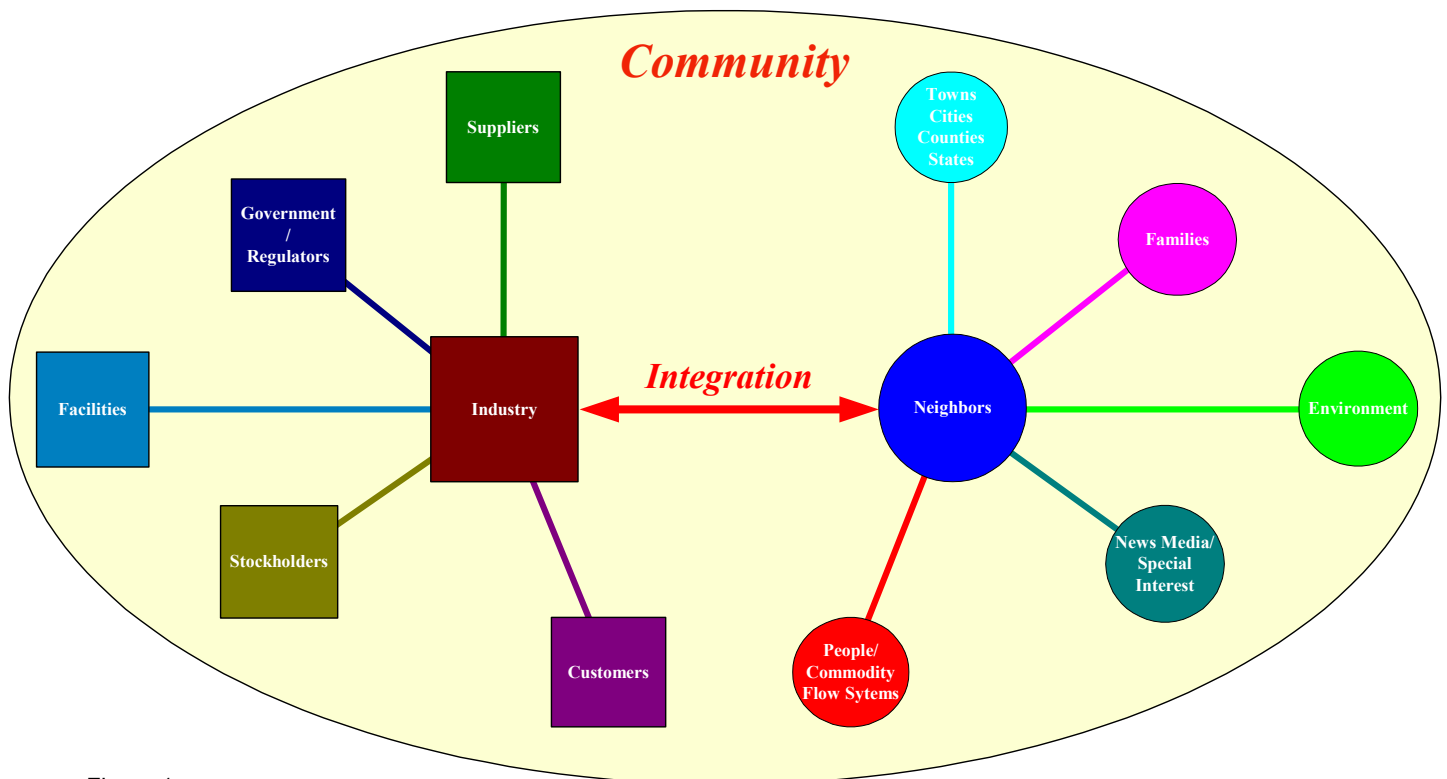 Community
Suppliers
Towns
Cities
Counties
States
Government
/
Regulators
Families
Integration
Facilities
Industry
Neighbors
Environment
Stockholders
News Media/
Special
Interest
Customers
People/
Commodity
Flow Sytems